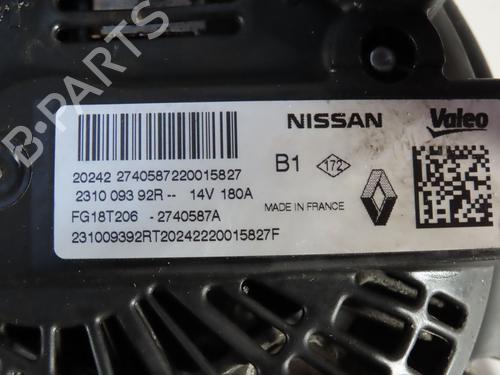 B-PARTS
NISSAN
Valeo
20242 2740587220015827
2310 093 92R-- 14V 180A
B1
172
FG18T206 -2740587A
MADE IN FRANCE
231009392RT20242220015827F